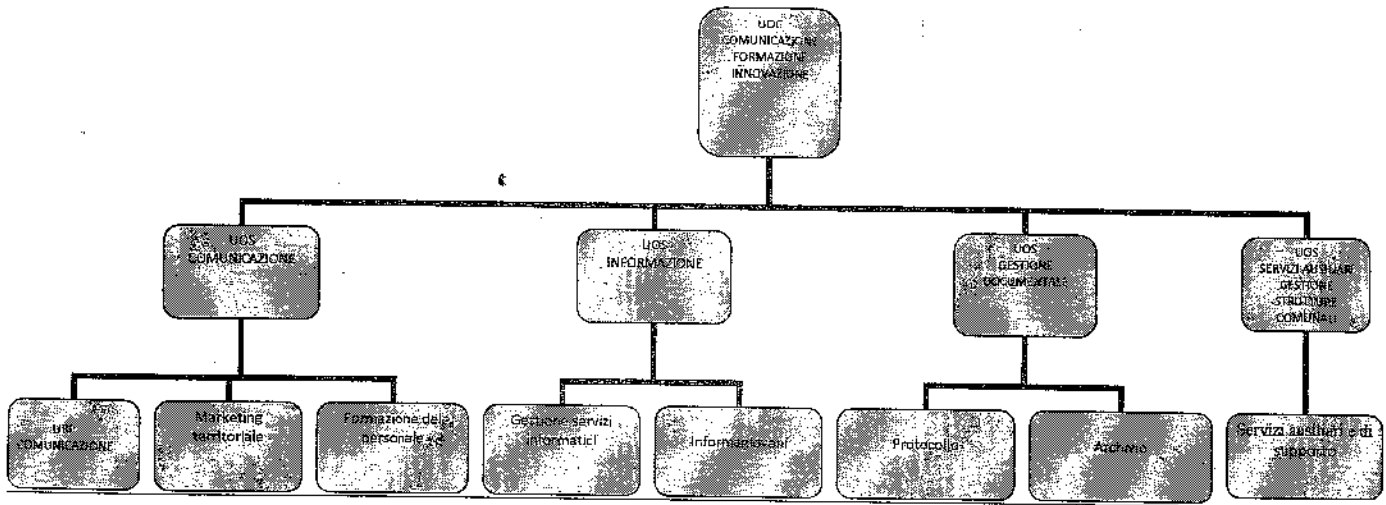 UOC
COMUNICAZIONE
FORMAZIONE
INNOVAZIONE
UOS
COMUNICAZIONE
UOS
INFORMAZIONE
UOS
GESTIONE
DOCUMENTALE
UOS
SERVIZI AUSILIARI
GESTIONE
STRUTTURE
COMUNALI
COMUNICAZIONE
Marketing
territoriale
Formazione del
personale
Gestione servizi
informatici
Informagiovani
Protocollo
Archivio
Servizi ausiliari e di
supporto